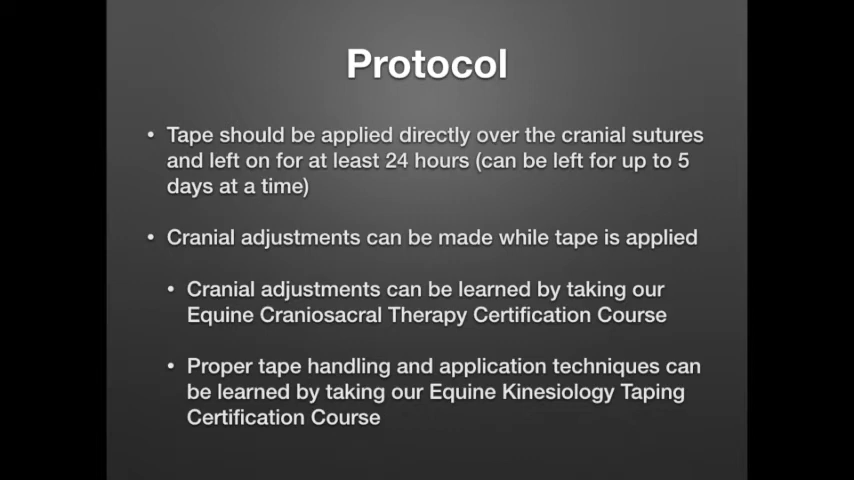 Protocol
• Tape should be applied directly over the cranial sutures
and left on for at least 24 hours (can be left for up to 5
days at a time)
• Cranial adjustments can be made while tape is applied
• Cranial adjustments can be learned by taking our
Equine Craniosacral Therapy Certification Course
• Proper tape handling and application techniques can
be learned by taking our Equine Kinesiology Taping
Certification Course